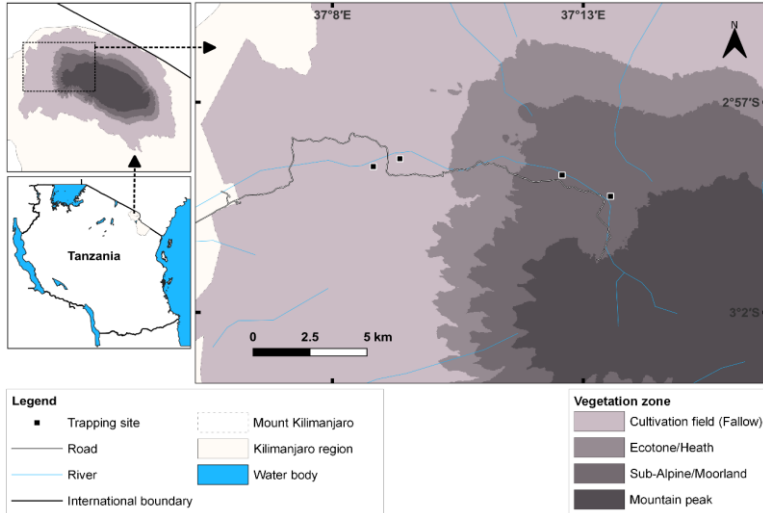 37°8'E
37°13'E
N
2°57'S
Tanzania
3°2'S
0 2.5 5 km
Legend
Trapping site
Road
River
International boundary
Mount Kilimanjaro
Kilimanjaro region
Water body
Vegetation zone
Cultivation field (Fallow)
Ecotone/Heath
Sub-Alpine/Moorland
Mountain peak